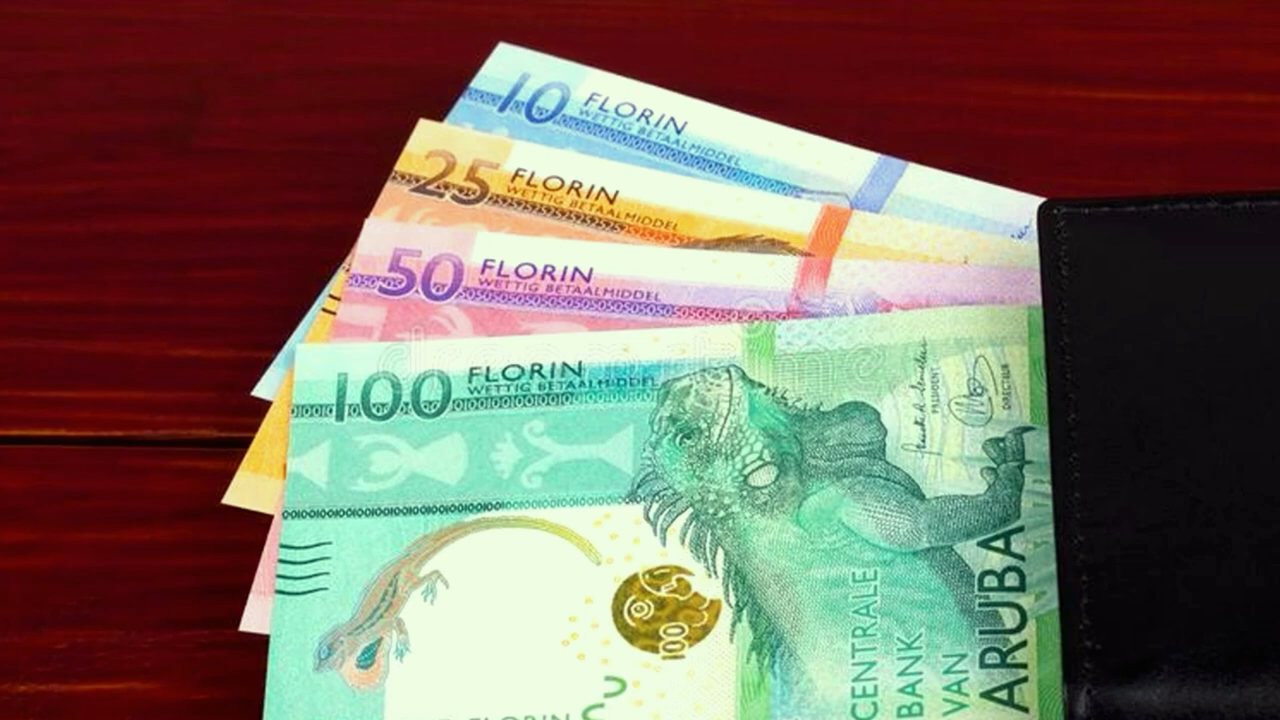 10 FLORIN
WETTIG BETAALMIDDEL
25 FLORIN
WETTIG BETAALMIDDEL
50 FLORIN
WETTIG BETAALMIDDEL
100 FLORIN
WETTIG BETAALMIDDEL
PRESIDENT
DIRECTEUR
100
CENTRALE
BANK
VAN
ARUBA
FLORIN